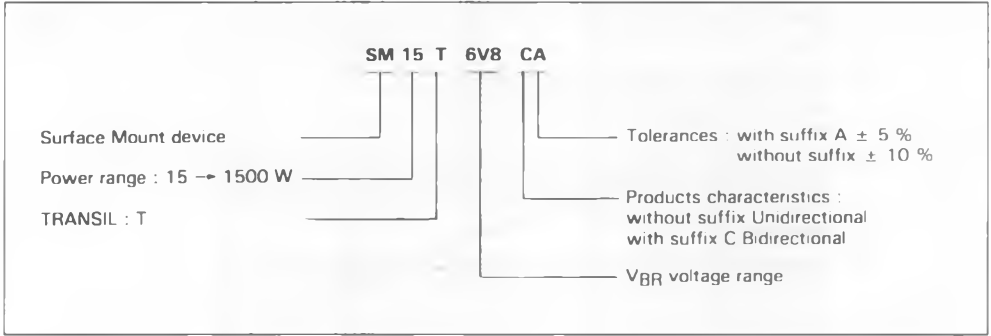 SM 15 T 6V8 CA
Surface Mount device
Power range : 15 → 1500 W
TRANSIL : T
Tolerances : with suffix A ± 5 %
without suffix ± 10 %
Products characteristics :
without suffix Unidirectional
with suffix C Bidirectional
VBR voltage range